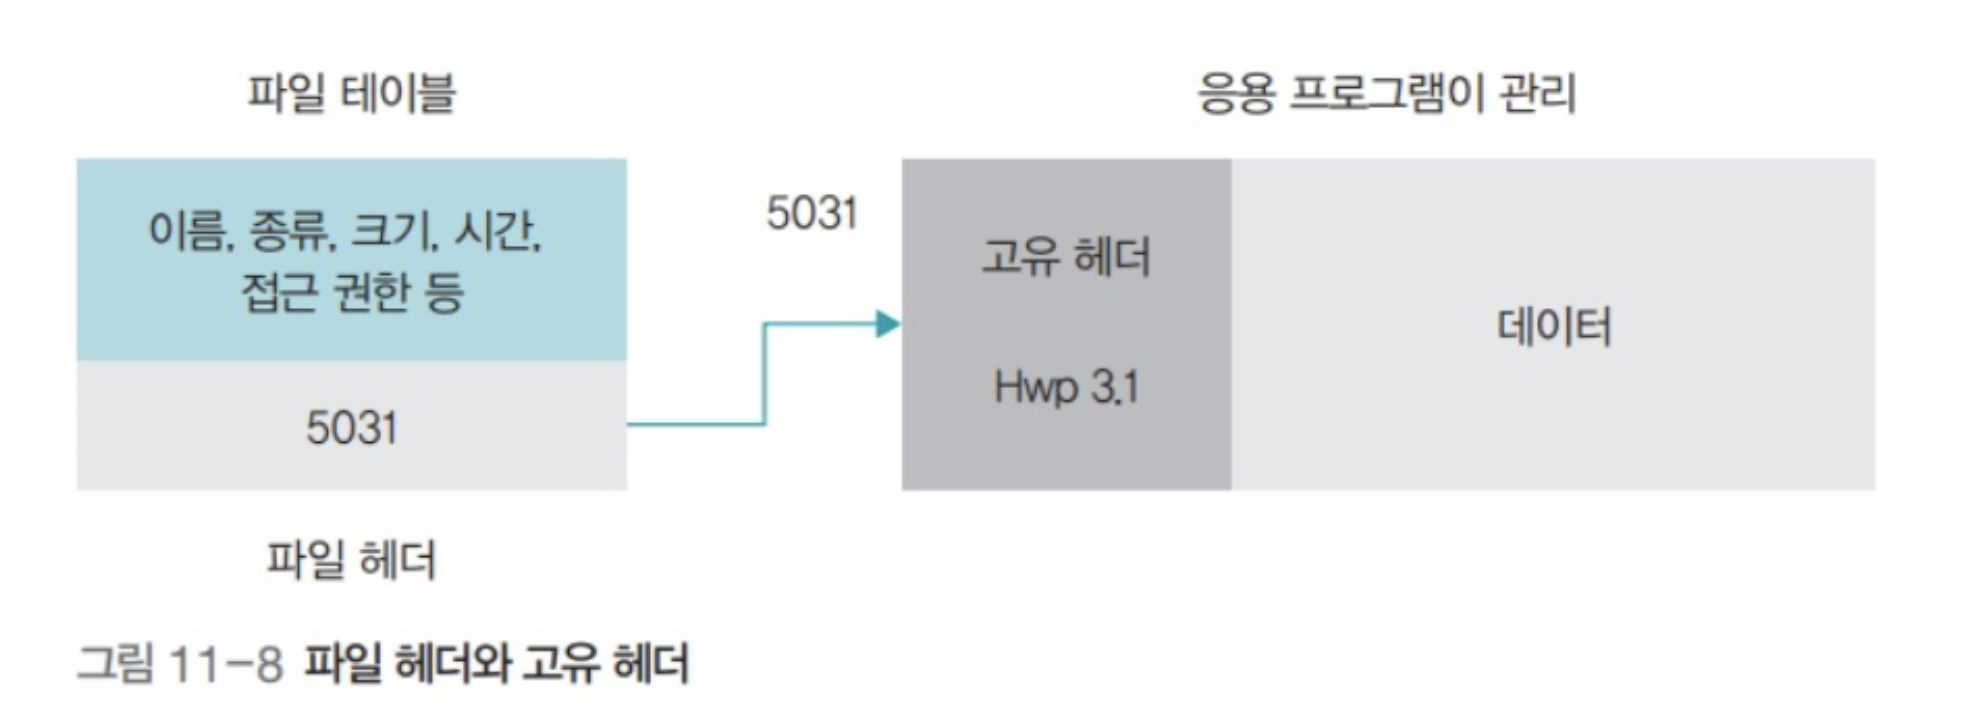 파일 테이블
응용 프로그램이 관리
이름, 종류, 크기, 시간,
접근 권한 등
5031
5031
고유 헤더
Hwp 3.1
데이터
파일 헤더
그림 11-8 파일 헤더와 고유 헤더